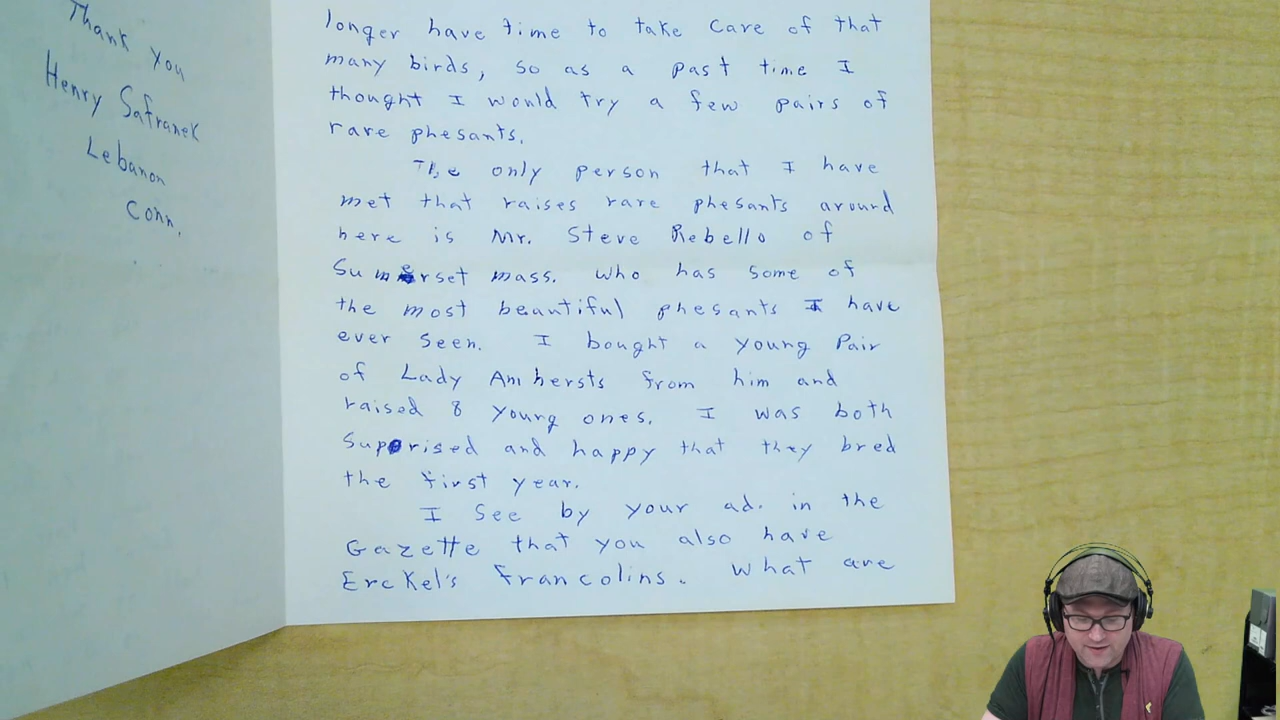 Thank you
Henry Safranek
Lebanon
Conn.
longer have time to take care of that
many birds, so as a past time I
thought I would try a few pairs of
rare phesants.
The only person that I have
met that raises rare phesants around
here is Mr. Steve Rebello of
Sumerset mass. who has some of
the most beautiful phesants I have
ever seen. I bought a young Pair
of Lady Amhersts from him and
raised 8 young ones. I was both
Suprised and happy that they bred
the first year.
I see by your ad. in the
Gazette that you also have
Erckel's francolins. What are